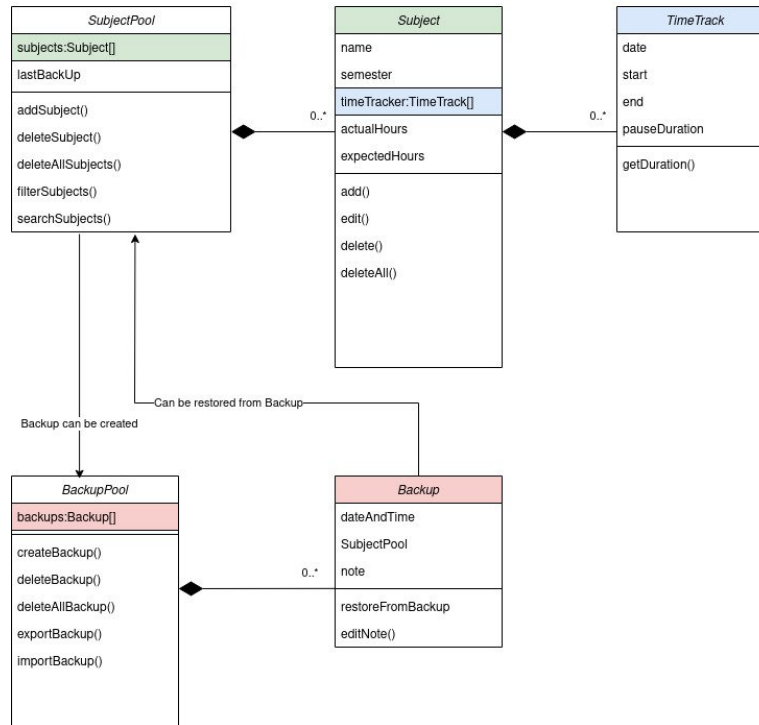 SubjectPool
subjects:Subject[]
lastBackUp
addSubject()
deleteSubject()
deleteAllSubjects()
filterSubjects()
searchSubjects()
0..*
Subject
name
semester
timeTracker:TimeTrack[]
actualHours
expectedHours
add()
edit()
delete()
deleteAll()
0..*
TimeTrack
date
start
end
pauseDuration
getDuration()
Can be restored from Backup
Backup can be created
BackupPool
backups:Backup[]
createBackup()
deleteBackup()
deleteAllBackup()
exportBackup()
importBackup()
0..*
Backup
dateAndTime
SubjectPool
note
restoreFromBackup
editNote()